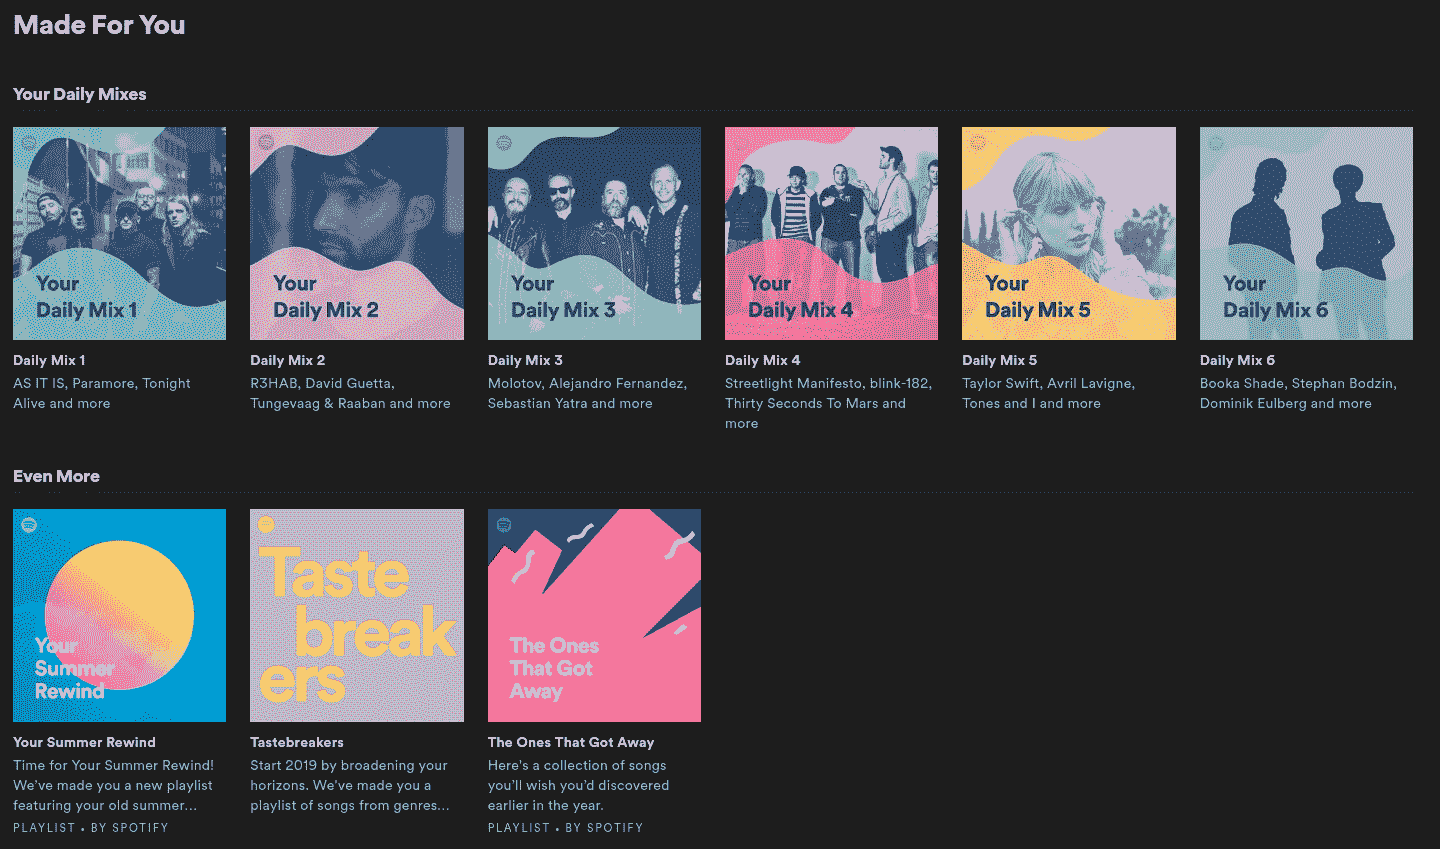 Made For You
Your Daily Mixes
Your
Daily Mix 1
Your
Daily Mix 2
Your
Daily Mix 3
Your
Daily Mix 4
Your
Daily Mix 5
Your
Daily Mix 6
Daily Mix 1
AS IT IS, Paramore, Tonight
Alive and more
Daily Mix 2
R3HAB, David Guetta,
Tungevaag & Raaban and more
Daily Mix 3
Molotov, Alejandro Fernandez,
Sebastian Yatra and more
Daily Mix 4
Streetlight Manifesto, blink-182,
Thirty Seconds To Mars and
more
Daily Mix 5
Taylor Swift, Avril Lavigne,
Tones and I and more
Daily Mix 6
Booka Shade, Stephan Bodzin,
Dominik Eulberg and more
Even More
Your
Summer
Rewind
Taste
break
ers
The Ones
That Got
Away
Your Summer Rewind
Time for Your Summer Rewind!
We've made you a new playlist
featuring your old summer...
PLAYLIST • BY SPOTIFY
Tastebreakers
Start 2019 by broadening your
horizons. We've made you a
playlist of songs from genres...
The Ones That Got Away
Here's a collection of songs
you'll wish you'd discovered
earlier in the year.
PLAYLIST • BY SPOTIFY